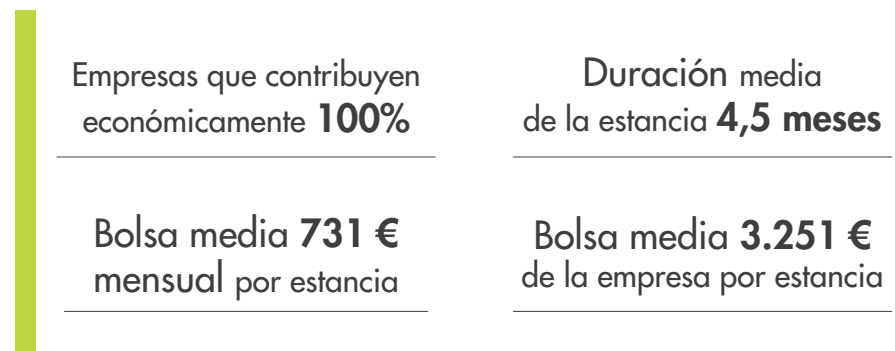 Empresas que contribuyen
económicamente 100%
Duración media
de la estancia 4,5 meses
Bolsa media 731 €
mensual por estancia
Bolsa media 3.251 €
de la empresa por estancia